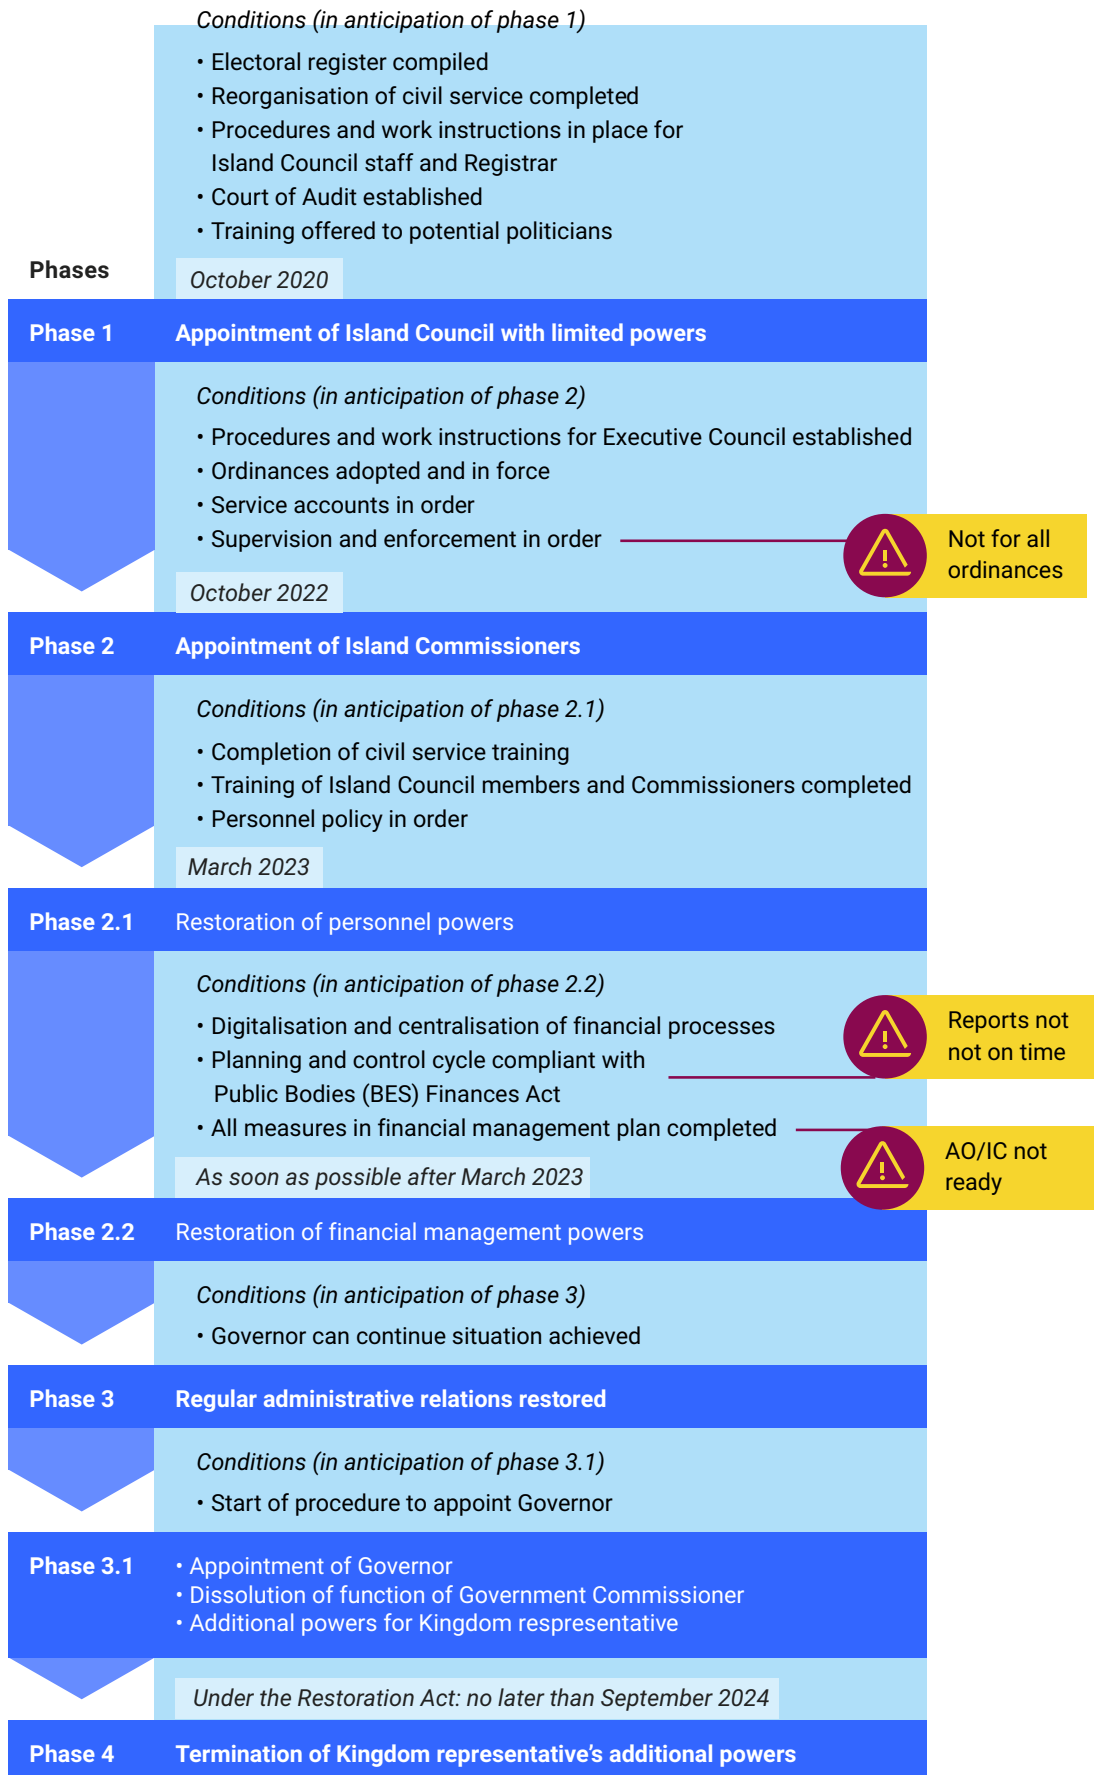 Conditions (in anticipation of phase 1)
• Electoral register compiled
• Reorganisation of civil service completed
• Procedures and work instructions in place for
Island Council staff and Registrar
• Court of Audit established
• Training offered to potential politicians
Phases
October 2020
Phase 1 Appointment of Island Council with limited powers
Conditions (in anticipation of phase 2)
• Procedures and work instructions for Executive Council established
• Ordinances adopted and in force
• Service accounts in order
• Supervision and enforcement in order
Not for all
ordinances
October 2022
Phase 2 Appointment of Island Commissioners
Conditions (in anticipation of phase 2.1)
• Completion of civil service training
• Training of Island Council members and Commissioners completed
• Personnel policy in order
March 2023
Phase 2.1 Restoration of personnel powers
Conditions (in anticipation of phase 2.2)
• Digitalisation and centralisation of financial processes
• Planning and control cycle compliant with
Public Bodies (BES) Finances Act
Reports not
not on time
• All measures in financial management plan completed
AO/IC not
ready
As soon as possible after March 2023
Phase 2.2 Restoration of financial management powers
Conditions (in anticipation of phase 3)
• Governor can continue situation achieved
Phase 3 Regular administrative relations restored
Conditions (in anticipation of phase 3.1)
• Start of procedure to appoint Governor
Phase 3.1 • Appointment of Governor
• Dissolution of function of Government Commissioner
• Additional powers for Kingdom respresentative
Under the Restoration Act: no later than September 2024
Phase 4 Termination of Kingdom representative's additional powers